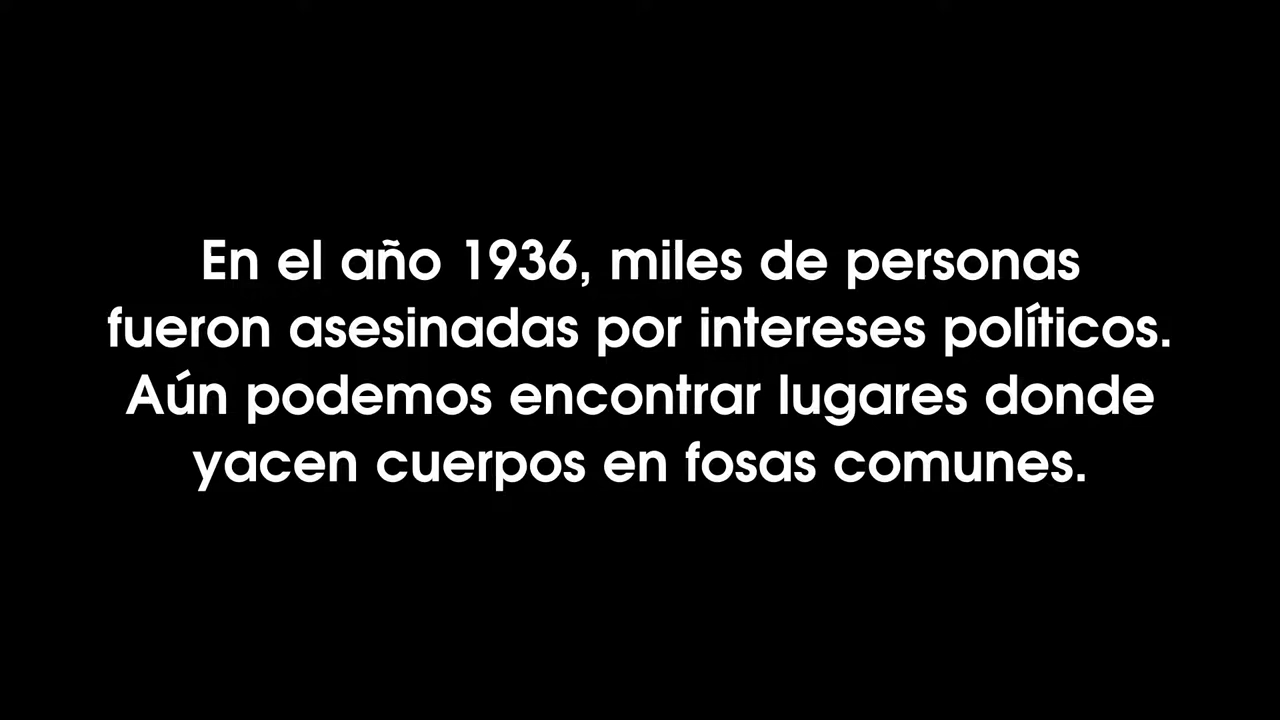 En el año 1936, miles de personas
fueron asesinadas por intereses políticos.
Aún podemos encontrar lugares donde
yacen cuerpos en fosas comunes.